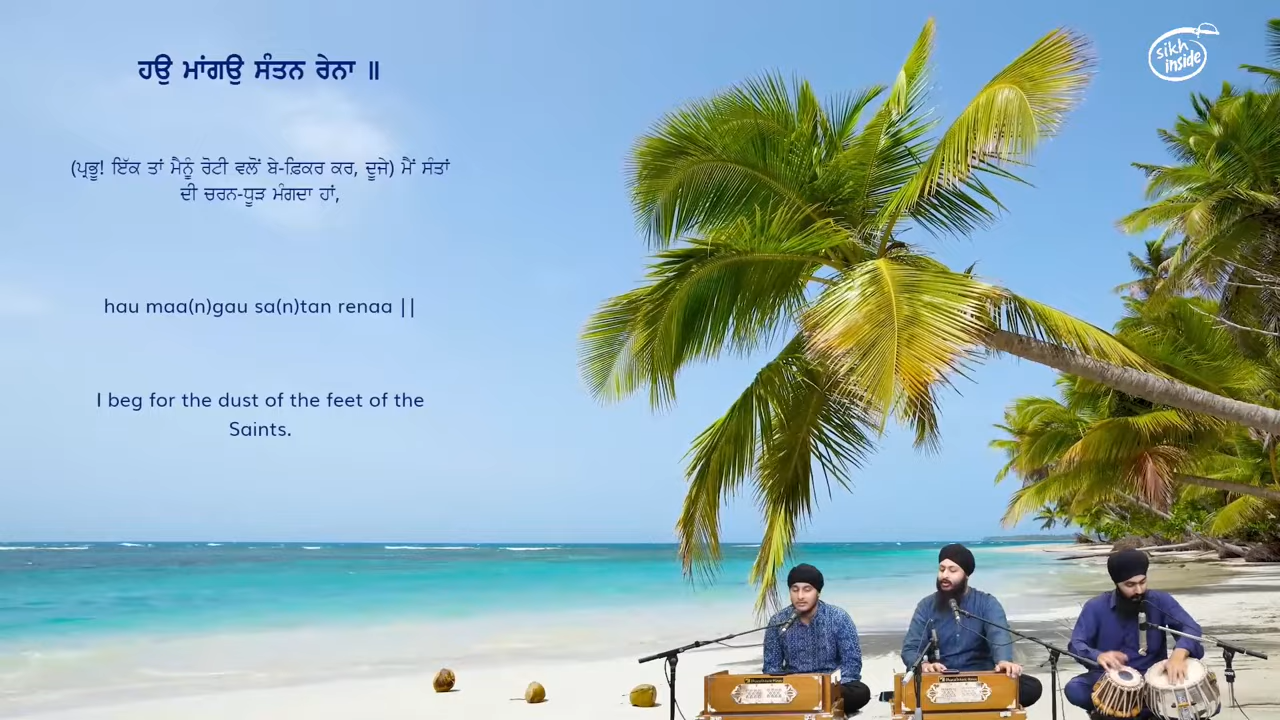 ਹਉ ਮਾਂਗਉ ਸੰਤਨ ਰੇਨਾ ॥
sikh
inside
(ਪ੍ਰਭੂ! ਇੱਕ ਤਾਂ ਮੈਨੂੰ ਰੋਟੀ ਵਲੋਂ ਬੇ-ਫ਼ਿਕਰ ਕਰ, ਦੂਜੇ) ਮੈਂ ਸੰਤਾਂ
ਦੀ ਚਰਨ-ਧੂੜ ਮੰਗਦਾ ਹਾਂ,
hau maa(n)gau sa(n)tan renaa ||
I beg for the dust of the feet of the
Saints.